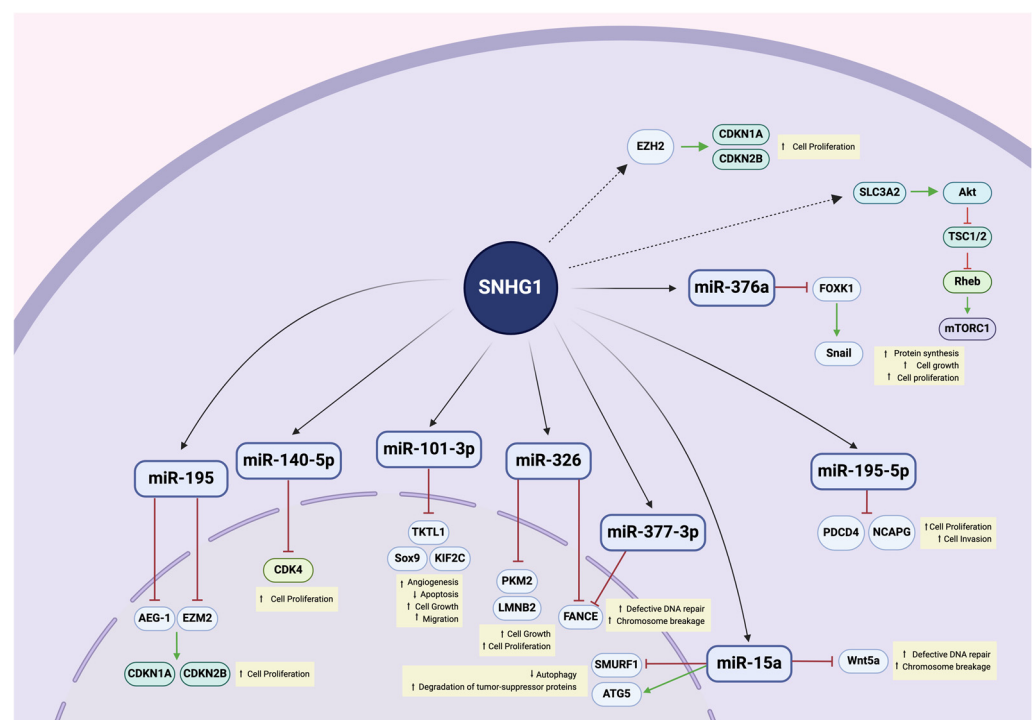 EZH2
CDKN1A
CDKN2B
↑ Cell Proliferation
SLC3A2
Akt
TSC1/2
Rheb
mTORC1
↑ Protein synthesis
↑ Cell growth
↑ Cell proliferation
SNHG1
miR-376a
FOXK1
Snail
miR-195
AEG-1
EZM2
CDKN1A
CDKN2B
↑ Cell Proliferation
miR-140-5p
CDK4
↑ Cell Proliferation
miR-101-3p
TKTL1
Sox9
KIF2C
↑ Angiogenesis
↓ Apoptosis
↑ Cell Growth
↑ Migration
miR-326
PKM2
LMNB2
↑ Cell Growth
↑ Cell Proliferation
miR-377-3p
FANCE
↑ Defective DNA repair
↑ Chromosome breakage
miR-15a
SMURF1
ATG5
↓ Autophagy
↑ Degradation of tumor-suppressor proteins
Wnt5a
↑ Defective DNA repair
↑ Chromosome breakage
miR-195-5p
PDCD4
NCAPG
↑ Cell Proliferation
↑ Cell Invasion